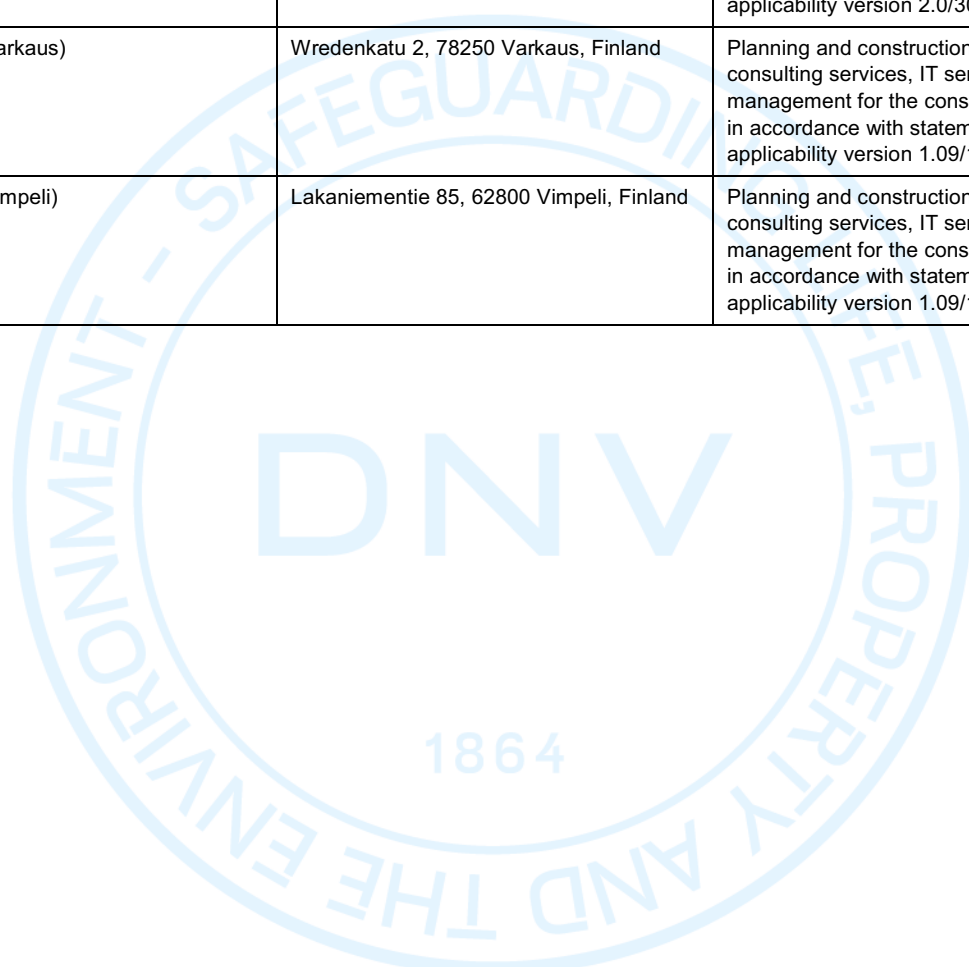 applicability version 2.0/30
arkaus)
Wredenkatu 2, 78250 Varkaus, Finland
Planning and construction
consulting services, IT ser
management for the cons
in accordance with statem
applicability version 1.09/1
mpeli)
Lakaniementie 85, 62800 Vimpeli, Finland
Planning and construction
consulting services, IT ser
management for the cons
in accordance with statem
applicability version 1.09/1
SAFEGUARDING LIFE, PROPERTY AND THE ENVIRONMENT -
DNV
1864